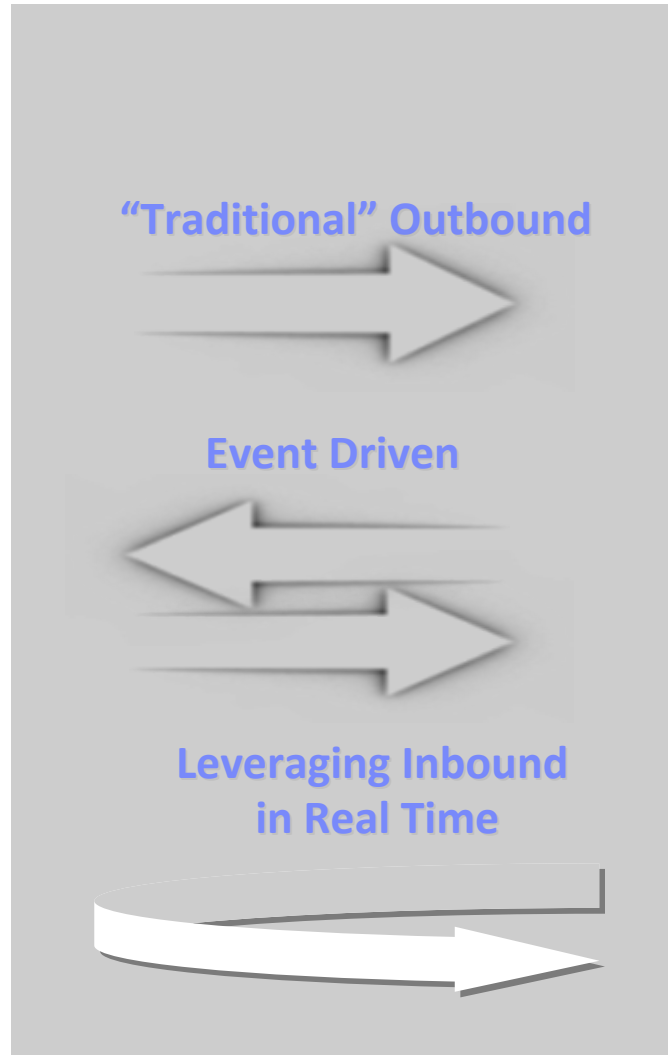 “Traditional” Outbound
Event Driven
Leveraging Inbound
in Real Time